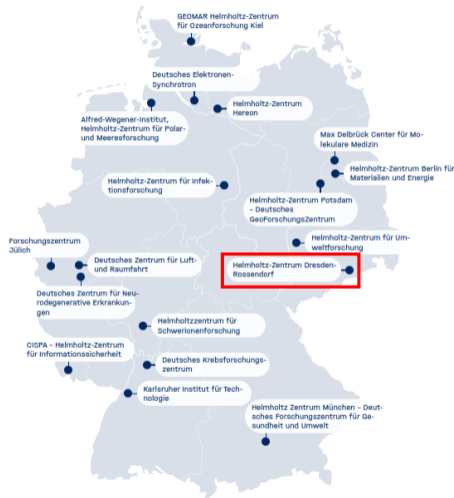 GEOMAR Helmholtz-Zentrum
für Ozeanforschung Kiel
Deutsches Elektronen-
Synchrotron
Helmholtz-Zentrum
Hereon
Alfred-Wegener-Institut,
Helmholtz-Zentrum für Polar-
und Meeresforschung
Max Delbrück Center für Mo-
lekulare Medizin
Helmholtz-Zentrum Berlin für
Materialien und Energie
Helmholtz-Zentrum für Infek-
tionsforschung
Helmholtz-Zentrum Potsdam
– Deutsches
GeoForschungsZentrum
Helmholtz-Zentrum für Um-
weltforschung
Forschungszentrum
Jülich
Deutsches Zentrum für Luft-
und Raumfahrt
Helmholtz-Zentrum Dresden-
Rossendorf
Deutsches Zentrum für Neu-
rodegenerative Erkrankun-
gen
Helmholtzzentrum für
Schwerionenforschung
CISPA – Helmholtz-Zentrum
für Informationssicherheit
Deutsches Krebsforschungs-
zentrum
Karlsruher Institut für Tech-
nologie
Helmholtz Zentrum München – Deut-
sches Forschungszentrum für Ge-
sundheit und Umwelt